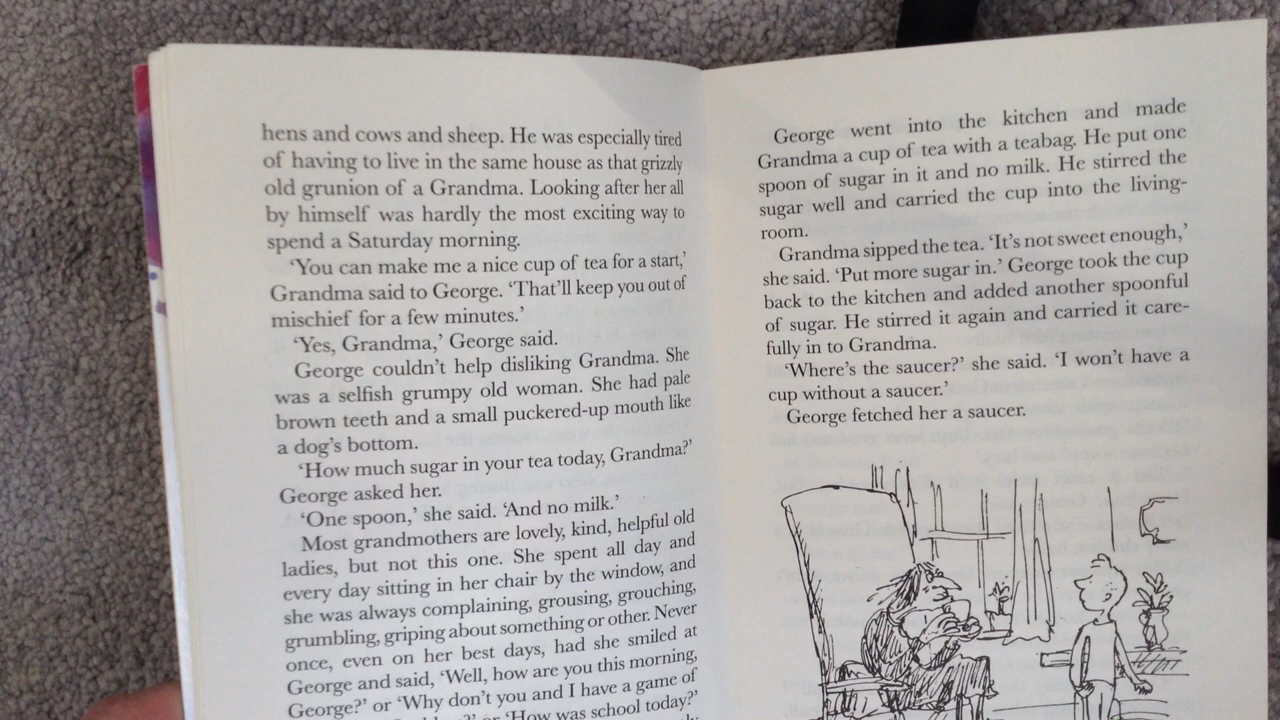 hens and cows and sheep. He was especially tired
of having to live in the same house as that grizzly
old grunion of a Grandma. Looking after her all
by himself was hardly the most exciting way to
spend a Saturday morning.
‘You can make me a nice cup of tea for a start,’
Grandma said to George. ‘That’ll keep you out of
mischief for a few minutes.’
‘Yes, Grandma,’ George said.
George couldn’t help disliking Grandma. She
was a selfish grumpy old woman. She had pale
brown teeth and a small puckered-up mouth like
a dog’s bottom.
‘How much sugar in your tea today, Grandma?’
George asked her.
‘One spoon,’ she said. ‘And no milk.’
Most grandmothers are lovely, kind, helpful old
ladies, but not this one. She spent all day and
every day sitting in her chair by the window, and
she was always complaining, grousing, grouching,
grumbling, griping about something or other. Never
once, even on her best days, had she smiled at
George and said, ‘Well, how are you this morning,
George?’ or ‘Why don’t you and I have a game of
or ‘How was school today?’
George went into the kitchen and made
Grandma a cup of tea with a teabag. He put one
spoon of sugar in it and no milk. He stirred the
sugar well and carried the cup into the living-
room.
Grandma sipped the tea. ‘It’s not sweet enough,’
she said. ‘Put more sugar in.’ George took the cup
back to the kitchen and added another spoonful
of sugar. He stirred it again and carried it care-
fully in to Grandma.
‘Where’s the saucer?’ she said. ‘I won’t have a
cup without a saucer.’
George fetched her a saucer.